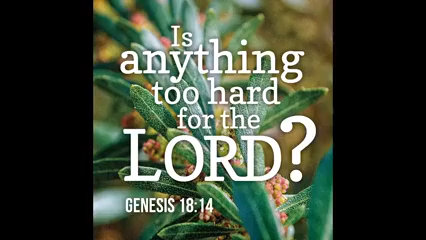 Is
anything
too hard
for the
LORD?
GENESIS 18:14